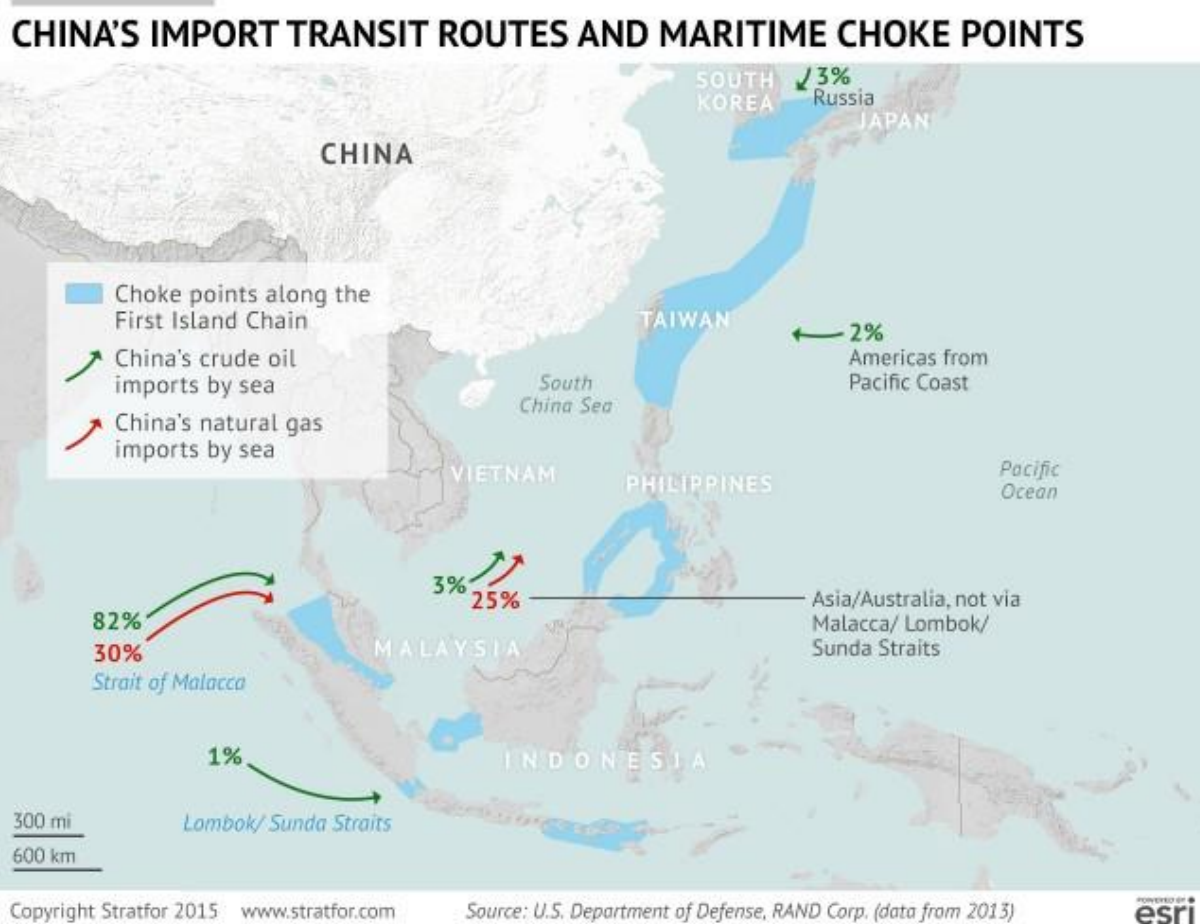 CHINA'S IMPORT TRANSIT ROUTES AND MARITIME CHOKE POINTS
SOUTH
KOREA
3%
Russia
JAPAN
CHINA
Choke points along the
First Island Chain
China's crude oil
imports by sea
China's natural gas
imports by sea
TAIWAN
2%
Americas from
Pacific Coast
South
China Sea
VIETNAM
PHILIPPINES
Pacific
Ocean
3%
25%
Asia/Australia, not via
Malacca/ Lombok/
Sunda Straits
82%
30%
Strait of Malacca
MALAYSIA
1%
INDONESIA
Lombok/ Sunda Straits
300 mi
600 km
Copyright Stratfor 2015 www.stratfor.com Source: U.S. Department of Defense, RAND Corp. (data from 2013)
POWERED BY
esri